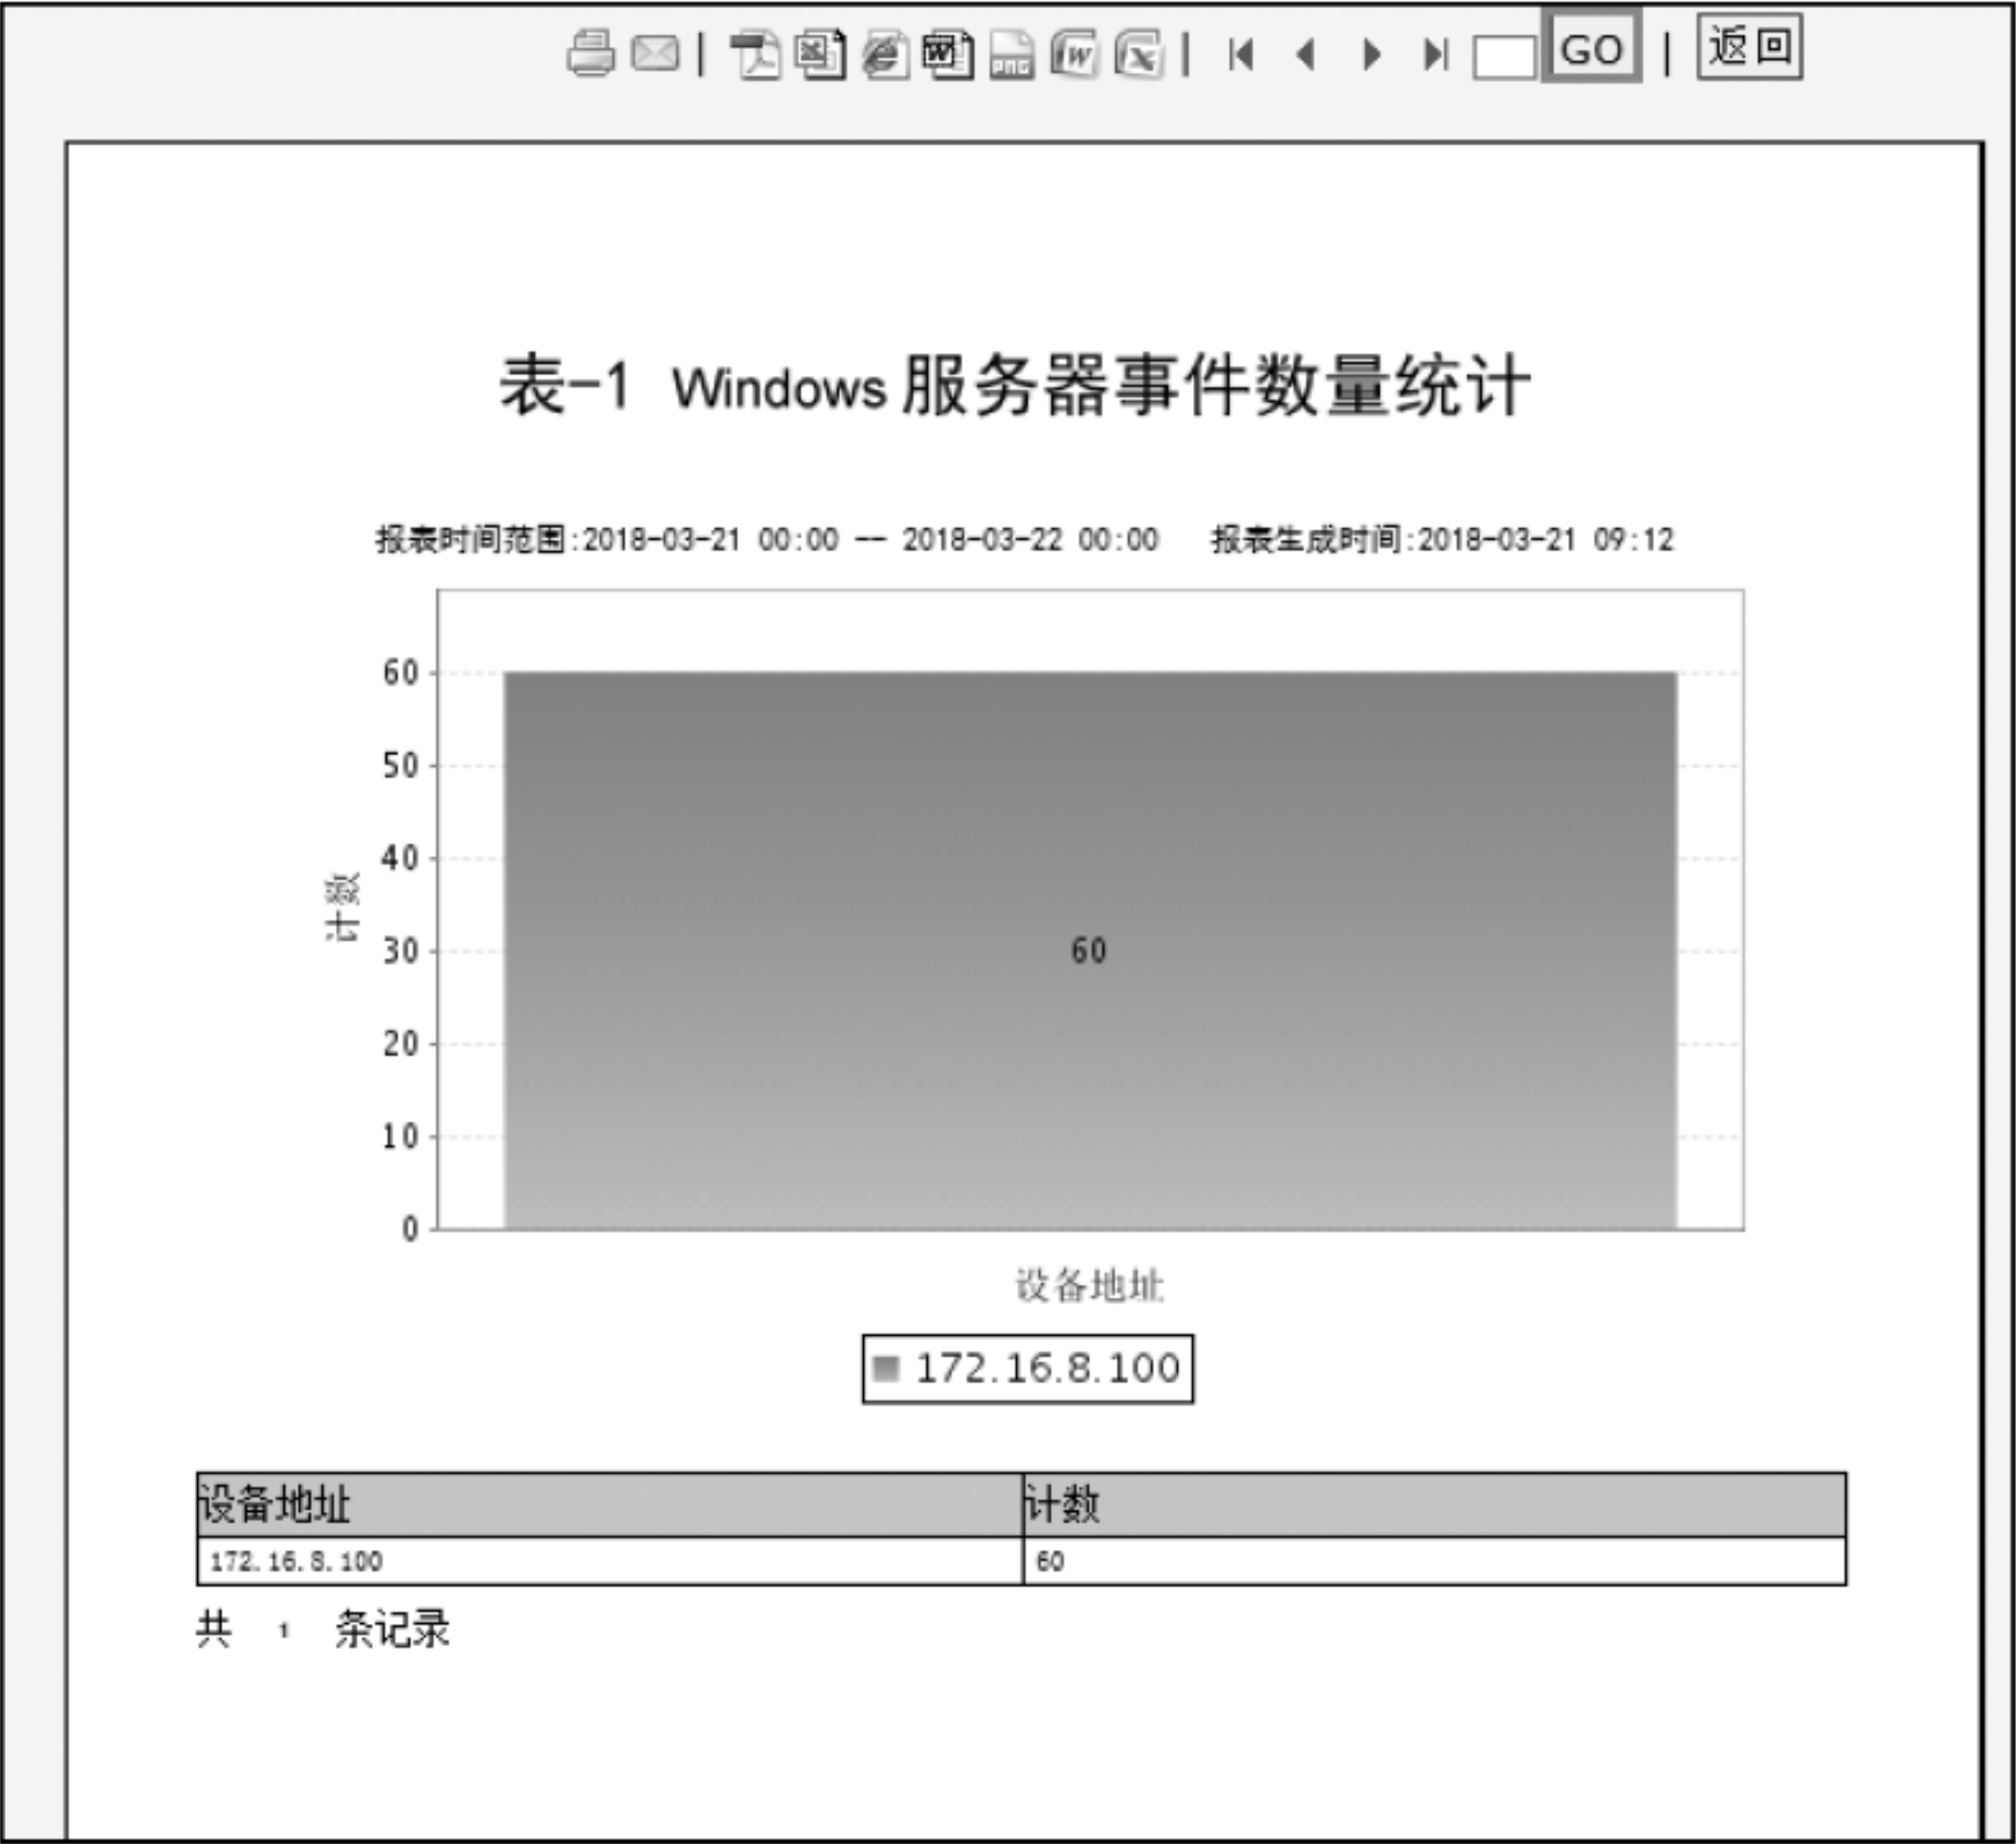 GO 返回
表-1 Windows 服务器事件数量统计
报表时间范围:2018-03-21 00:00 -- 2018-03-22 00:00 报表生成时间:2018-03-21 09:12
60
50
40
30
20
10
0
计数
60
设备地址
172.16.8.100
设备地址 计数
172.16.8.100 60
共 1 条记录